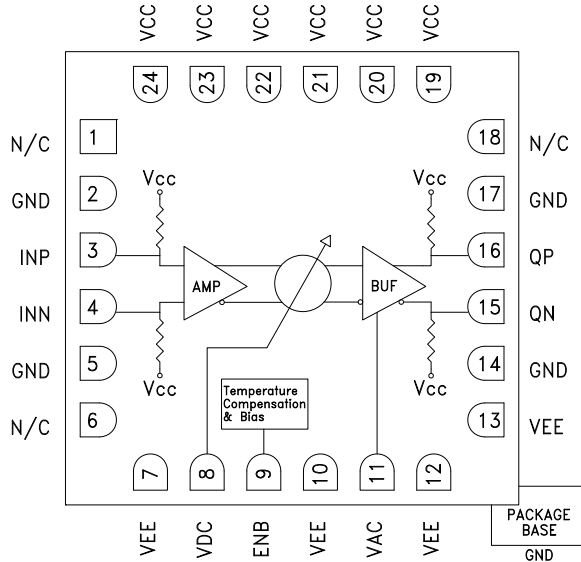 VCC VCC VCC VCC VCC VCC
24 23 22 21 20 19
N/C 1 18 N/C
GND 2 17 GND
Vcc Vcc
INP 3 16 QP
AMP BUF
INN 4 15 QN
GND 5 14 GND
Vcc Vcc
Temperature
Compensation
& Bias
N/C 6 13 VEE
7 8 9 10 11 12
VEE VDC ENB VEE VAC VEE
PACKAGE
BASE
GND